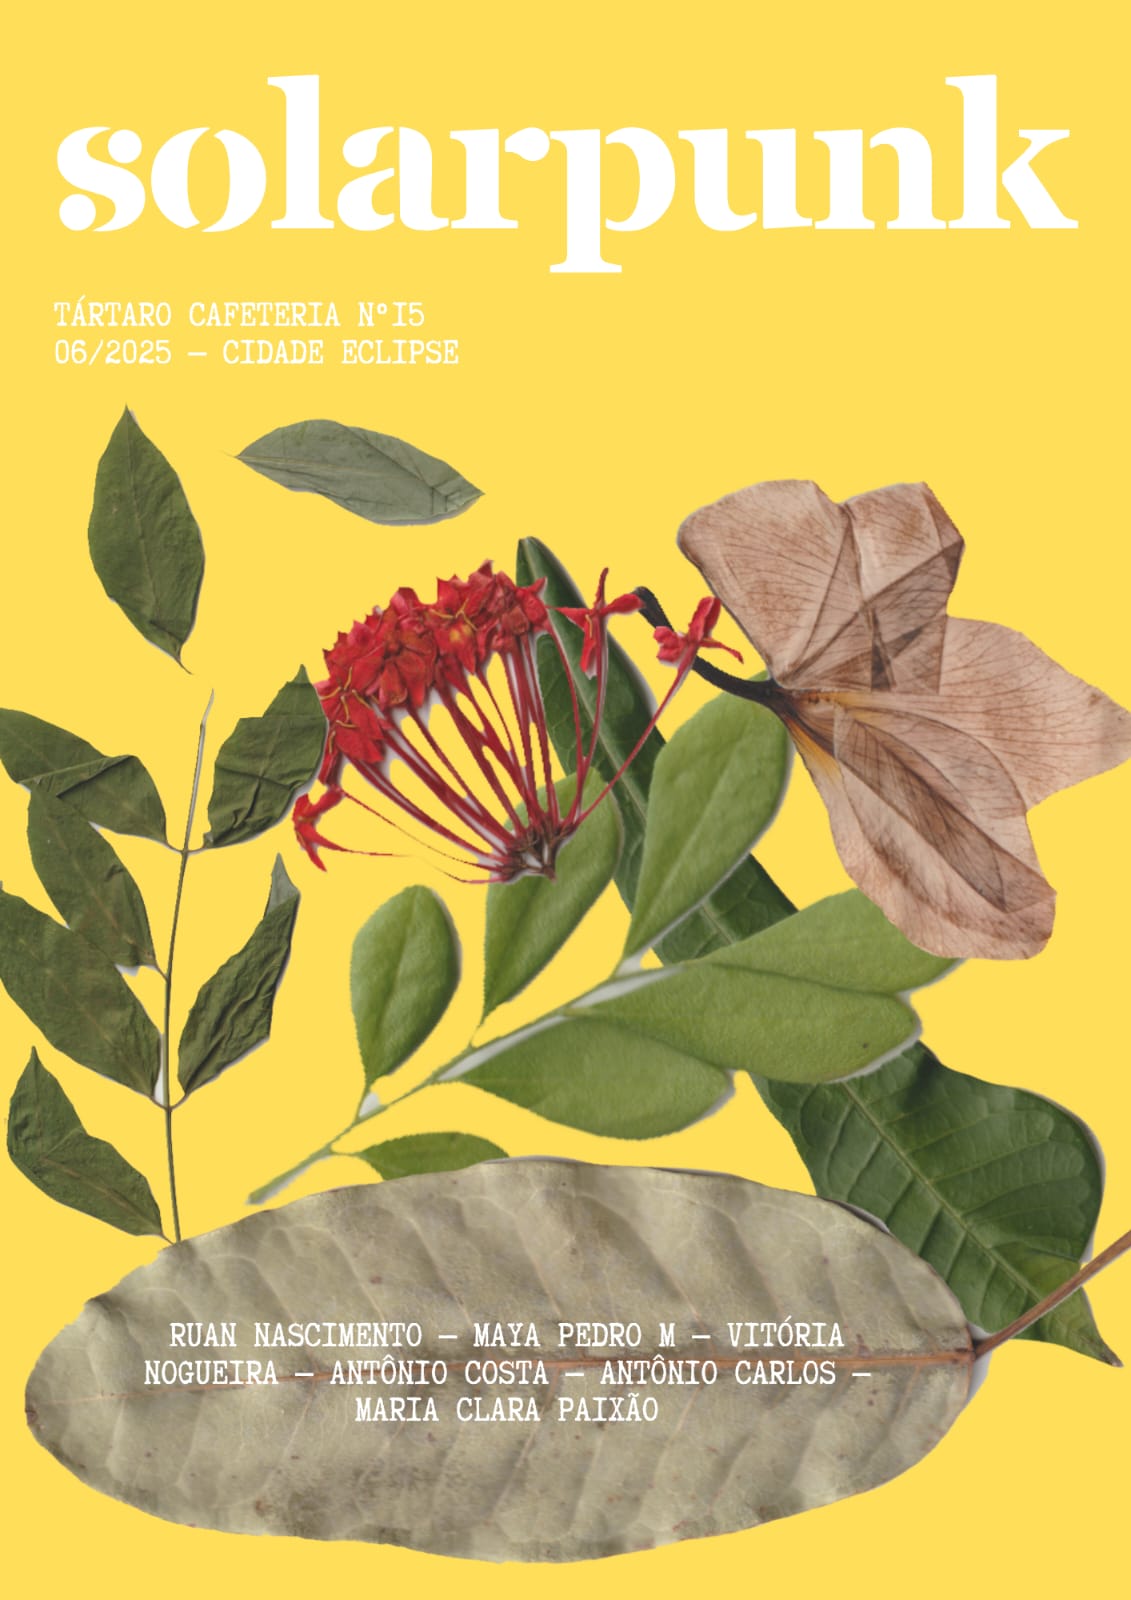 solarpunk
TÁRTARO CAFETERIA Nº15
06/2025 — CIDADE ECLIPSE
RUAN NASCIMENTO — MAYA PEDRO M — VITÓRIA
NOGUEIRA — ANTÔNIO COSTA — ANTÔNIO CARLOS —
MARIA CLARA PAIXÃO